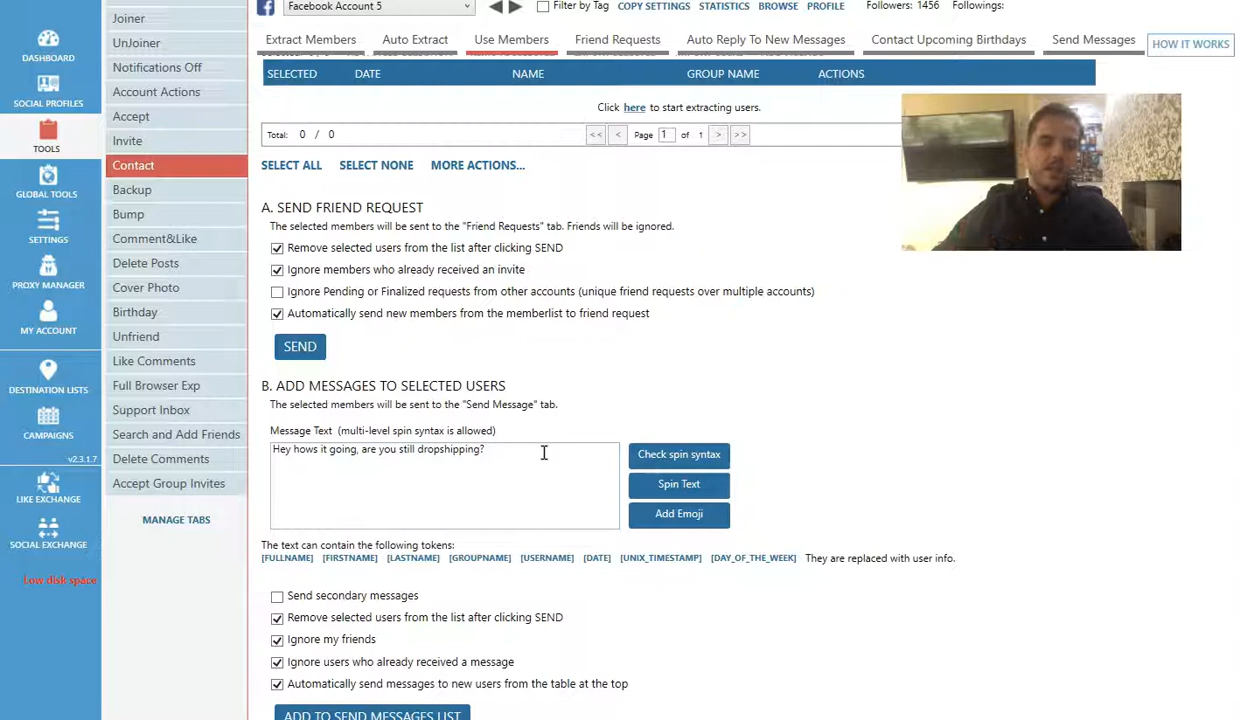 Joiner
UnJoiner
Notifications Off
Account Actions
Accept
Invite
Contact
Backup
Bump
Comment&Like
Delete Posts
Cover Photo
Birthday
Unfriend
Like Comments
Full Browser Exp
Support Inbox
Search and Add Friends
Delete Comments
Accept Group Invites
MANAGE TABS
DASHBOARD
SOCIAL PROFILES
TOOLS
GLOBAL TOOLS
SETTINGS
PROXY MANAGER
MY ACCOUNT
DESTINATION LISTS
CAMPAIGNS
v2.3.1.7
LIKE EXCHANGE
SOCIAL EXCHANGE
Low disk space
Facebook Account 5 Filter by Tag COPY SETTINGS STATISTICS BROWSE PROFILE Followers: 1456 Followings:
Extract Members Auto Extract Use Members Friend Requests Auto Reply To New Messages Contact Upcoming Birthdays Send Messages HOW IT WORKS
SELECTED DATE NAME GROUP NAME ACTIONS
Click here to start extracting users.
Total: 0 / 0 << < Page 1 of 1 > >>
SELECT ALL SELECT NONE MORE ACTIONS...
A. SEND FRIEND REQUEST
The selected members will be sent to the "Friend Requests" tab. Friends will be ignored.
Remove selected users from the list after clicking SEND
Ignore members who already received an invite
Ignore Pending or Finalized requests from other accounts (unique friend requests over multiple accounts)
Automatically send new members from the memberlist to friend request
SEND
B. ADD MESSAGES TO SELECTED USERS
The selected members will be sent to the "Send Message" tab.
Message Text (multi-level spin syntax is allowed)
Hey hows it going, are you still dropshipping?
Check spin syntax
Spin Text
Add Emoji
The text can contain the following tokens:
[FULLNAME] [FIRSTNAME] [LASTNAME] [GROUPNAME] [USERNAME] [DATE] [UNIX_TIMESTAMP] [DAY_OF_THE_WEEK] They are replaced with user info.
Send secondary messages
Remove selected users from the list after clicking SEND
Ignore my friends
Ignore users who already received a message
Automatically send messages to new users from the table at the top
ADD TO SEND MESSAGES LIST